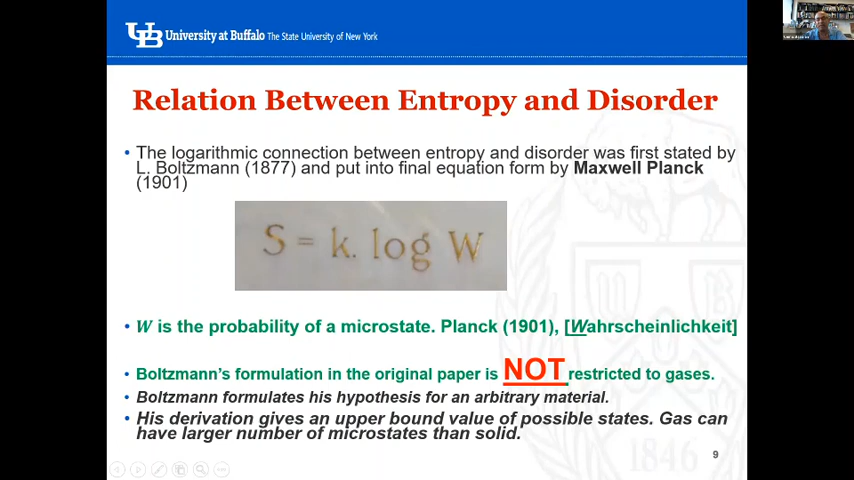 UB University at Buffalo The State University of New York
Relation Between Entropy and Disorder
• The logarithmic connection between entropy and disorder was first stated by
L. Boltzmann (1877) and put into final equation form by Maxwell Planck
(1901)
S = k. log W
• W is the probability of a microstate. Planck (1901), [Wahrscheinlichkeit]
• Boltzmann's formulation in the original paper is NOT restricted to gases.
• Boltzmann formulates his hypothesis for an arbitrary material.
• His derivation gives an upper bound value of possible states. Gas can
have larger number of microstates than solid.
1846
9